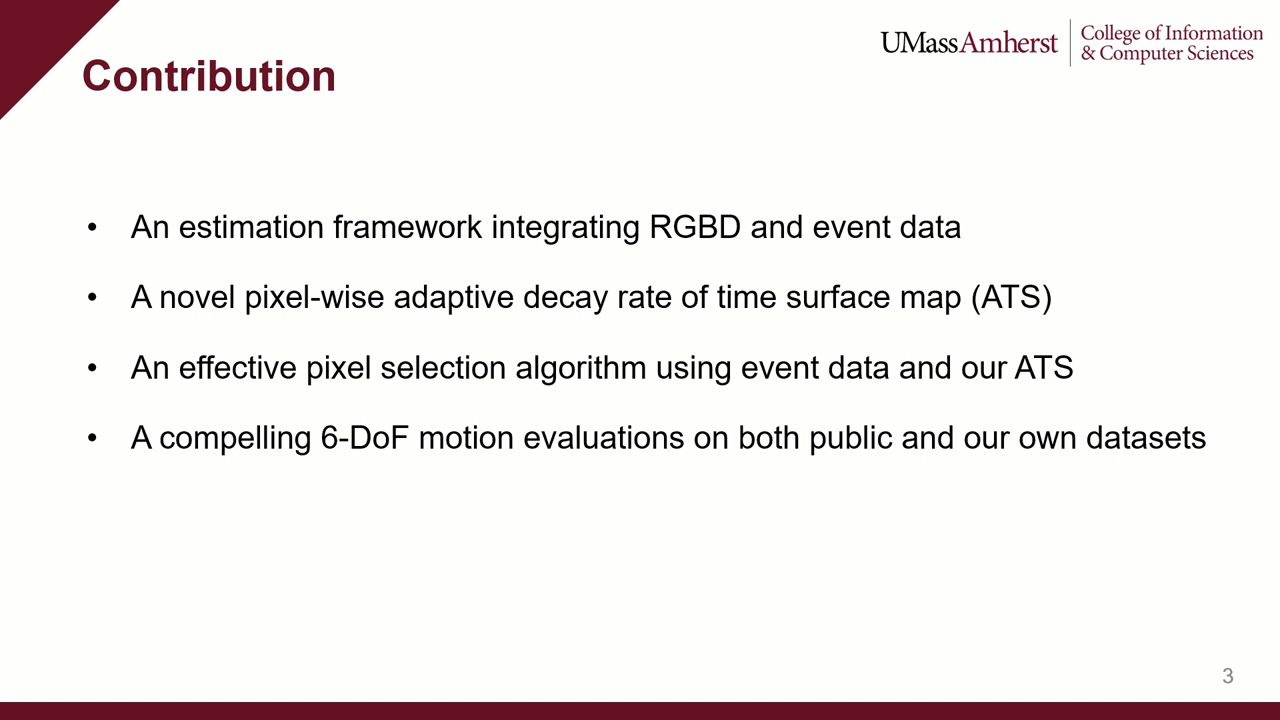 UMassAmherst
College of Information
& Computer Sciences
Contribution
• An estimation framework integrating RGBD and event data
• A novel pixel-wise adaptive decay rate of time surface map (ATS)
• An effective pixel selection algorithm using event data and our ATS
• A compelling 6-DoF motion evaluations on both public and our own datasets
3